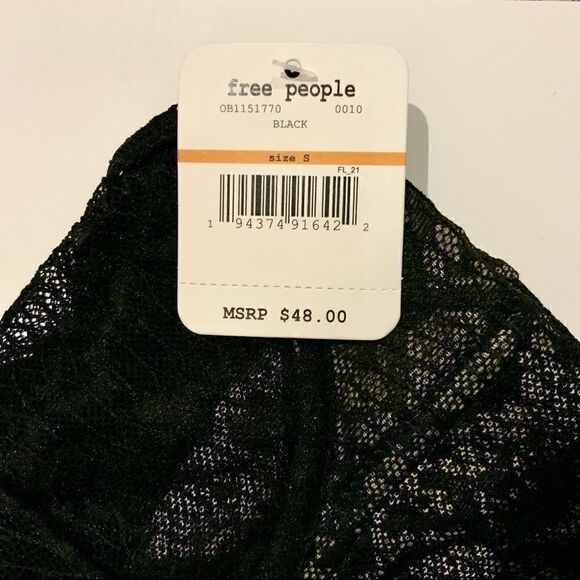 free people
OB1151770 0010
BLACK
size S
FL_21
1 94374 91642 2
MSRP $48.00